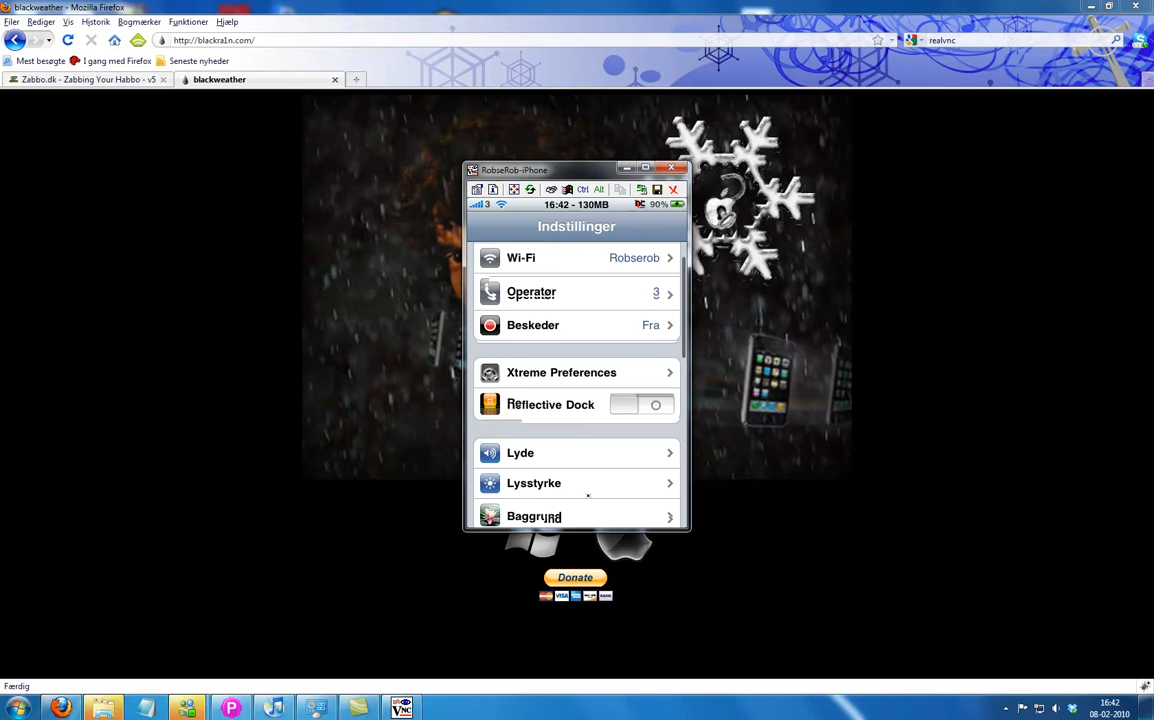 blackweather - Mozilla Firefox
Filer Rediger Vis Historik Bogmærker Funktioner Hjælp
http://blackra1n.com/
realvnc
Mest besøgte I gang med Firefox Seneste nyheder
Zabbo.dk - Zabbing Your Habbo - v5
blackweather
RobseRob-iPhone
Ctrl Alt
3 16:42 - 130MB 90%
Indstillinger
Wi-Fi Robserob
Operatør 3
Beskeder Fra
Xtreme Preferences
Reflective Dock
Lyde
Lysstyrke
Baggrund
Donate
Færdig
16:42
08-02-2010